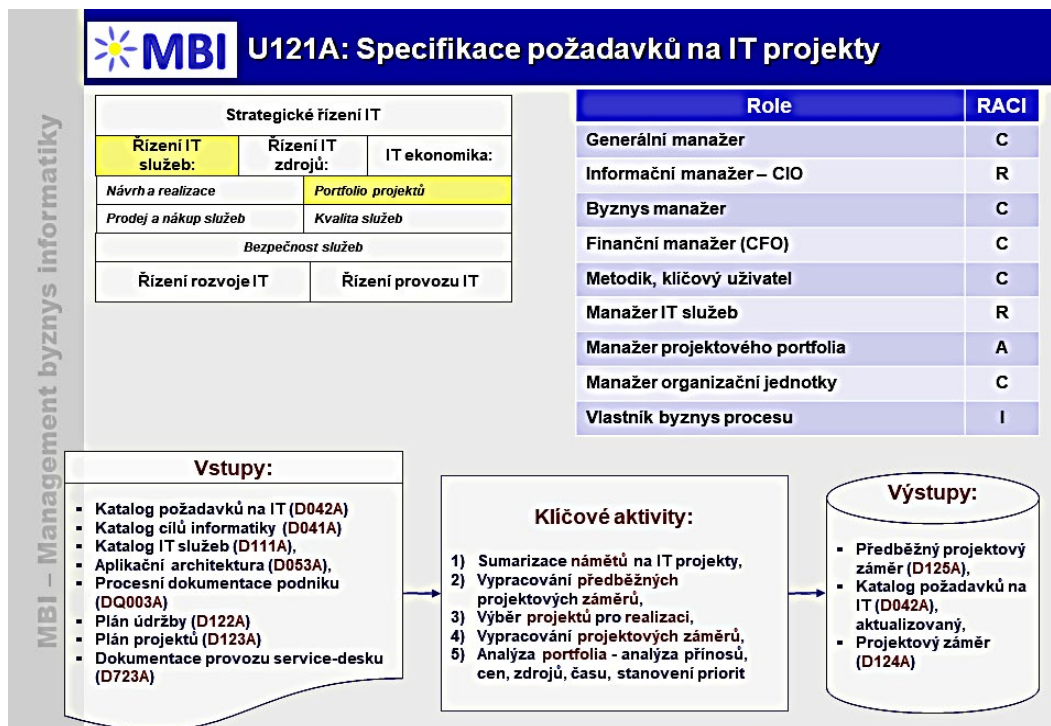 MBI
U121A: Specifikace požadavků na IT projekty
MBI – Management byznys informatiky
Strategické řízení IT
Řízení IT
služeb:
Řízení IT
zdrojů:
IT ekonomika:
Návrh a realizace
Portfolio projektů
Prodej a nákup služeb
Kvalita služeb
Bezpečnost služeb
Řízení rozvoje IT
Řízení provozu IT
Role RACI
Generální manažer C
Informační manažer – CIO R
Byznys manažer C
Finanční manažer (CFO) C
Metodik, klíčový uživatel C
Manažer IT služeb R
Manažer projektového portfolia A
Manažer organizační jednotky C
Vlastník byznys procesu I
Vstupy:
▪ Katalog požadavků na IT (D042A)
▪ Katalog cílů informatiky (D041A)
▪ Katalog IT služeb (D111A),
▪ Aplikační architektura (D053A),
▪ Procesní dokumentace podniku
(DQ003A)
▪ Plán údržby (D122A)
▪ Plán projektů (D123A)
▪ Dokumentace provozu service-desku
(D723A)
Klíčové aktivity:
1) Sumarizace námětů na IT projekty,
2) Vypracování předběžných
projektových záměrů,
3) Výběr projektů pro realizaci,
4) Vypracování projektových záměrů,
5) Analýza portfolia - analýza přínosů,
cen, zdrojů, času, stanovení priorit
Výstupy:
▪ Předběžný projektový
záměr (D125A),
▪ Katalog požadavků na
IT (D042A),
aktualizovaný,
▪ Projektový záměr
(D124A)